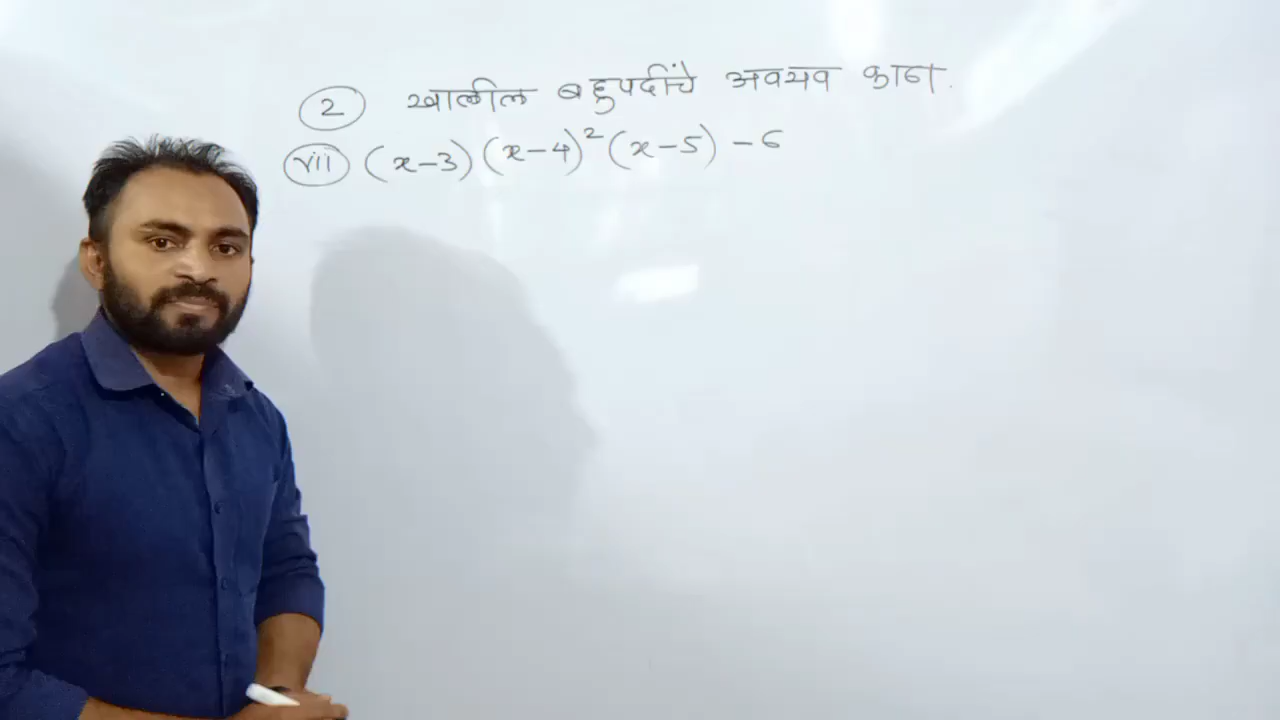 2 खालील बहुपदींचे अवयव काढा.
vii (x-3)(x-4)²(x-5) - 6